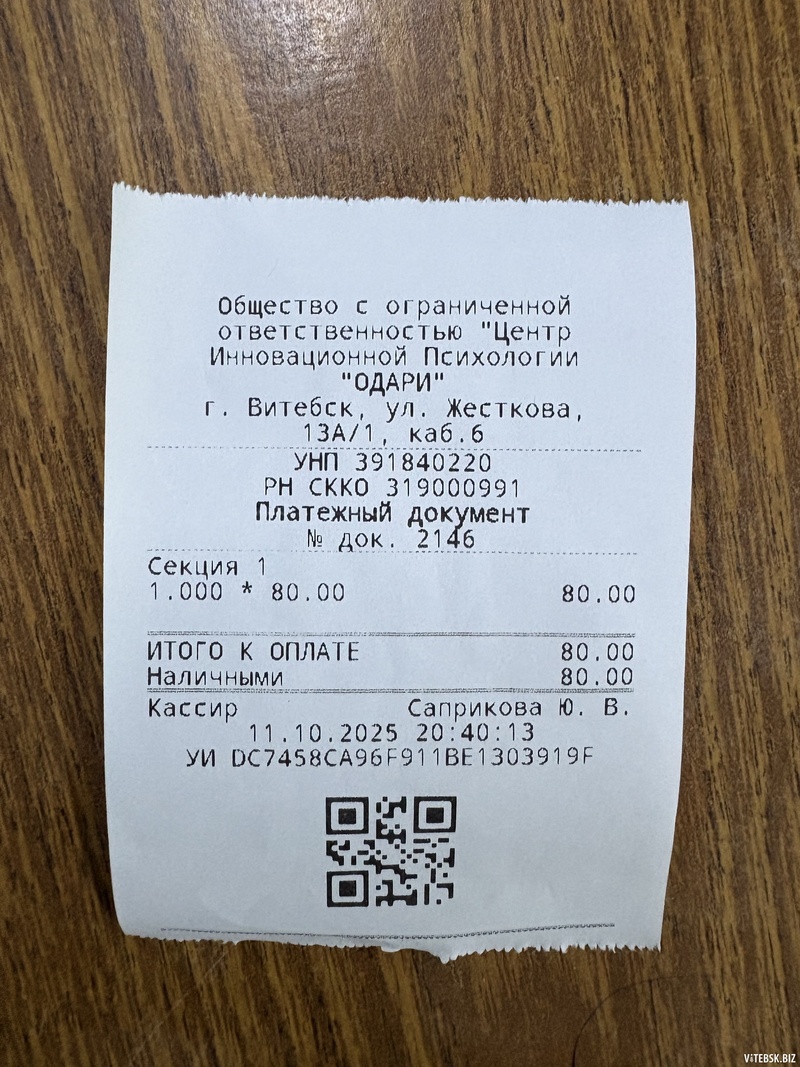 Общество с ограниченной
ответственностью "Центр
Инновационной Психологии
"ОДАРИ"
г. Витебск, ул. Жесткова,
13А/1, каб.6
УНП 391840220
РН СККО 319000991
Платежный документ
№ док. 2146
Секция 1
1.000 * 80.00 80.00
ИТОГО К ОПЛАТЕ 80.00
Наличными 80.00
Кассир Саприкова Ю. В.
11.10.2025 20:40:13
УИ DC7458CA96F911BE1303919F
ViTEBSK.BIZ